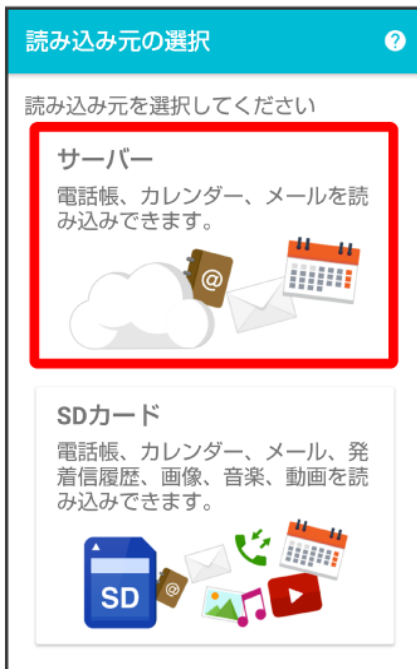 読み込み元の選択
?
読み込み元を選択してください
サーバー
電話帳、カレンダー、メールを読
み込みできます。
@
SDカード
電話帳、カレンダー、メール、発
着信履歴、画像、音楽、動画を読
み込みできます。
SD
@